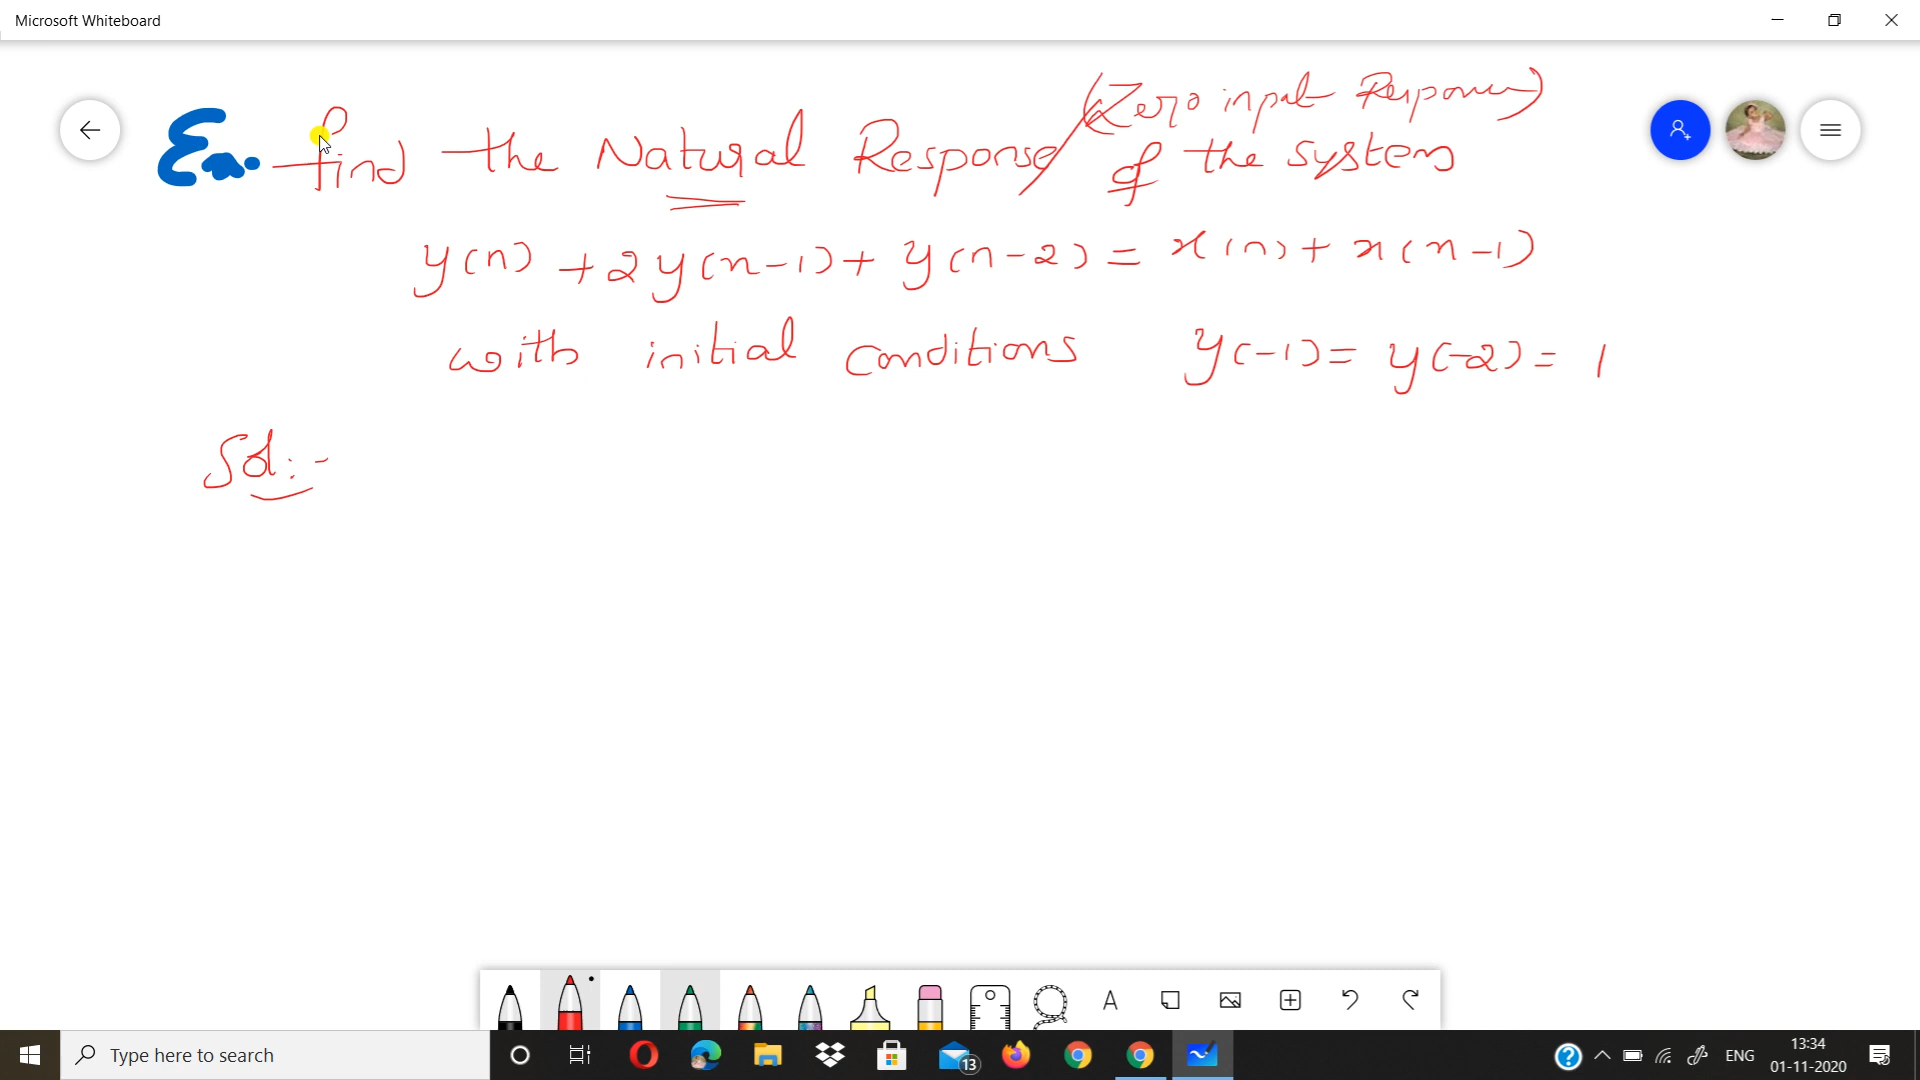 Microsoft Whiteboard
(Zero input Response)
Ex. find the Natural Response / of the system
y(n) + 2y(n-1) + y(n-2) = x(n) + x(n-1)
with initial conditions y(-1) = y(-2) = 1
Sol:-
A
Type here to search
13
ENG
13:34
01-11-2020